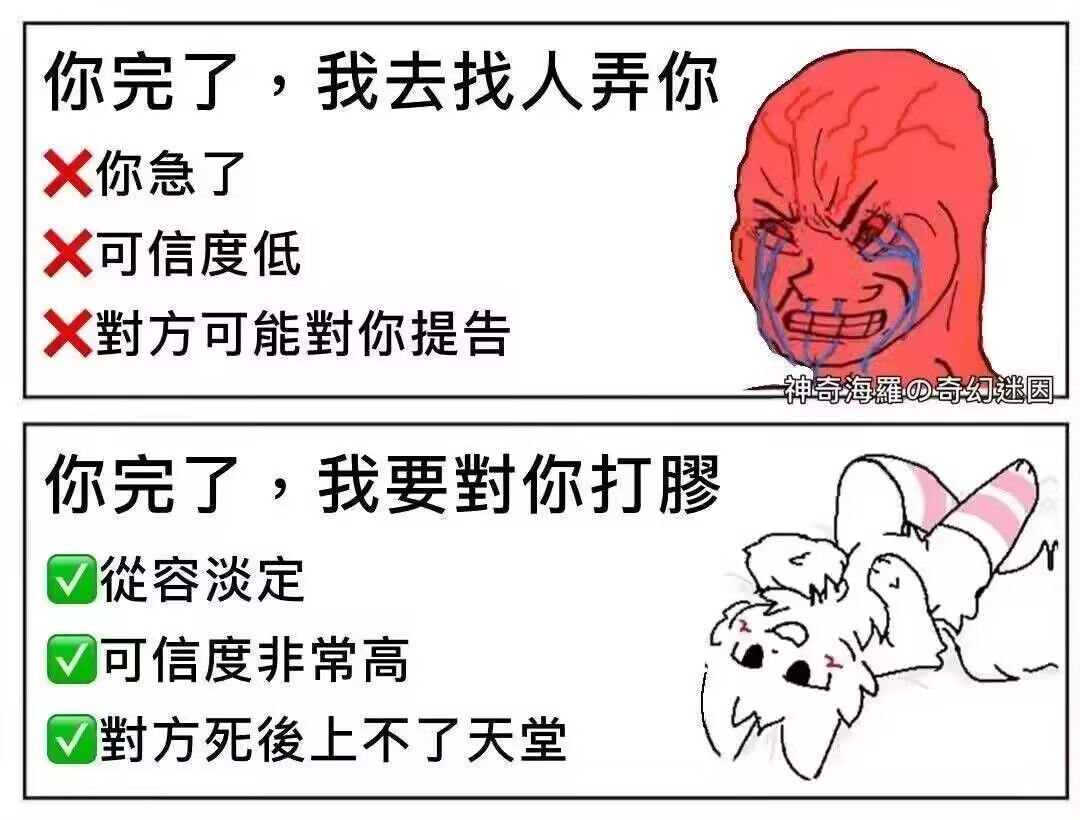 你完了，我去找人弄你
❌你急了
❌可信度低
❌對方可能對你提告
神奇海羅の奇幻迷因
你完了，我要對你打膠
✅從容淡定
✅可信度非常高
✅對方死後上不了天堂